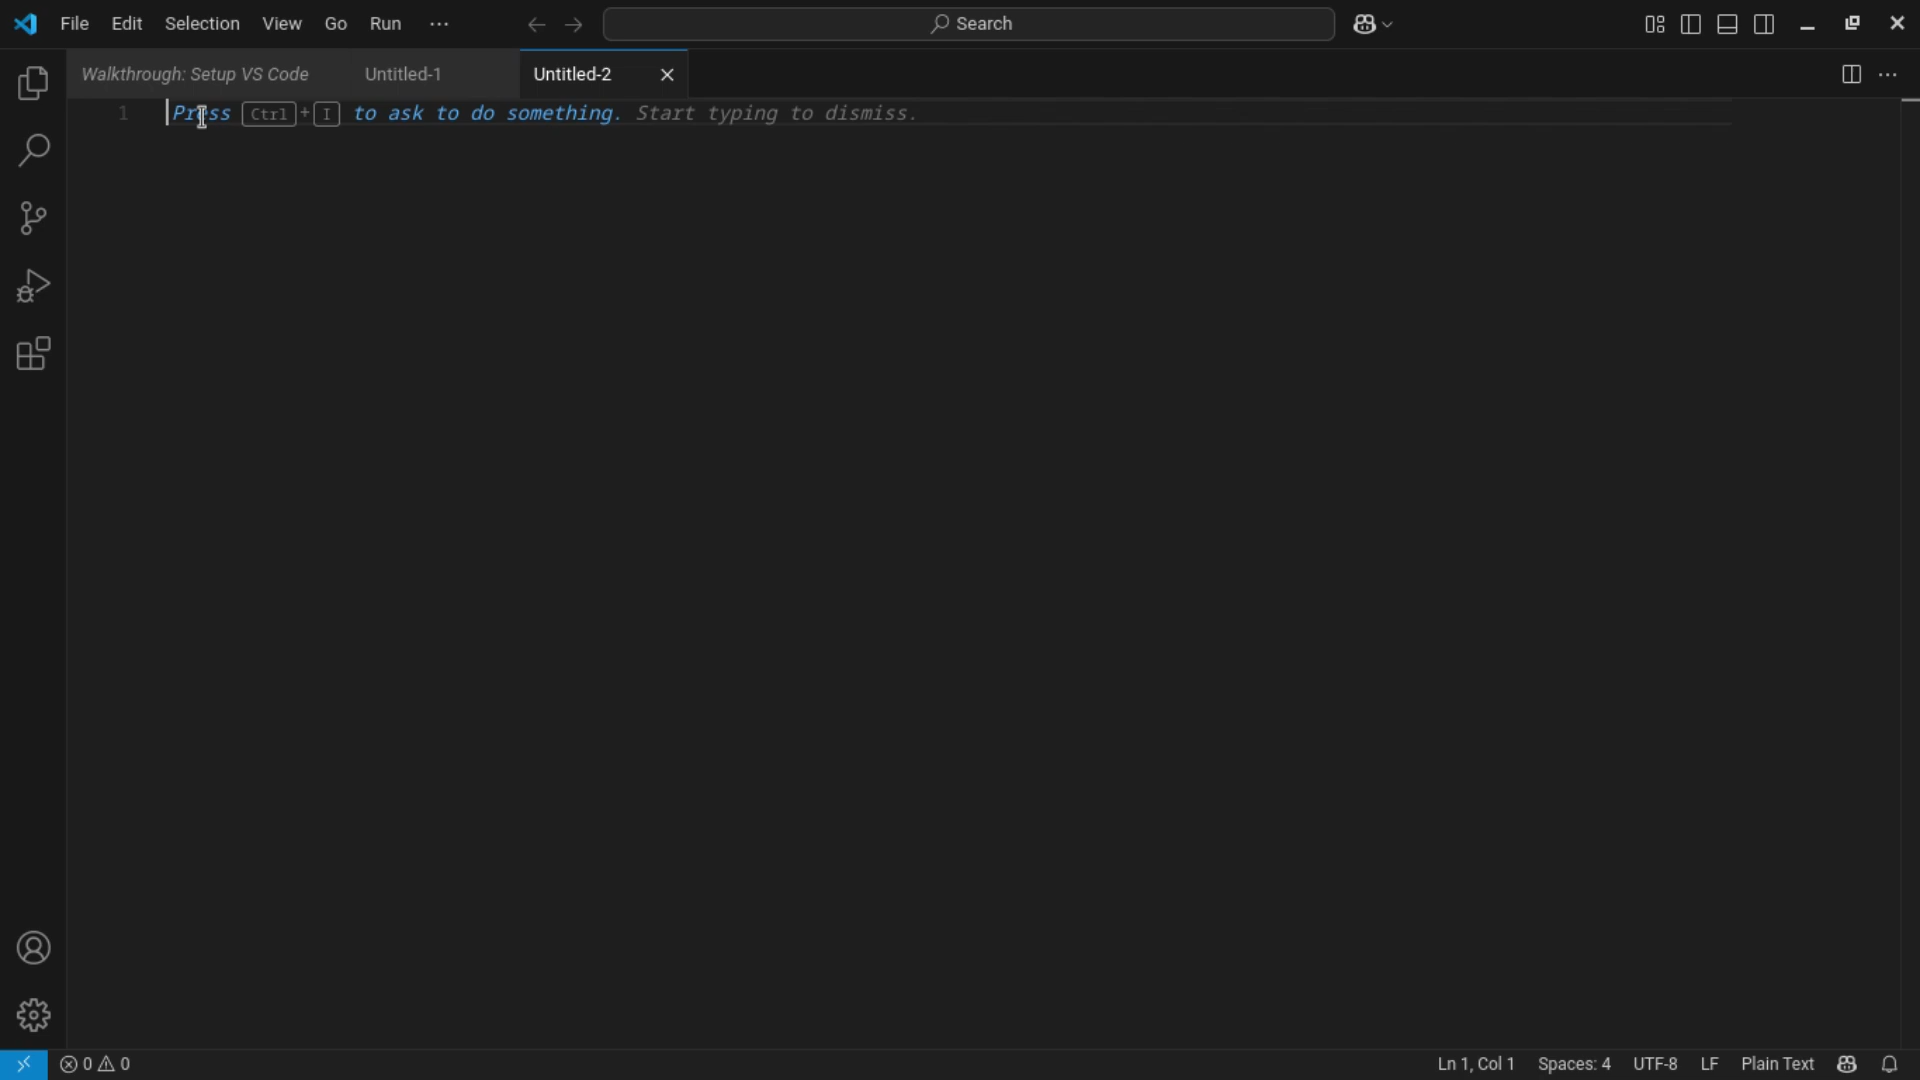 File Edit Selection View Go Run ··· Search
Walkthrough: Setup VS Code Untitled-1 Untitled-2
1 Press Ctrl+I to ask to do something. Start typing to dismiss.
0 0 Ln 1, Col 1 Spaces: 4 UTF-8 LF Plain Text